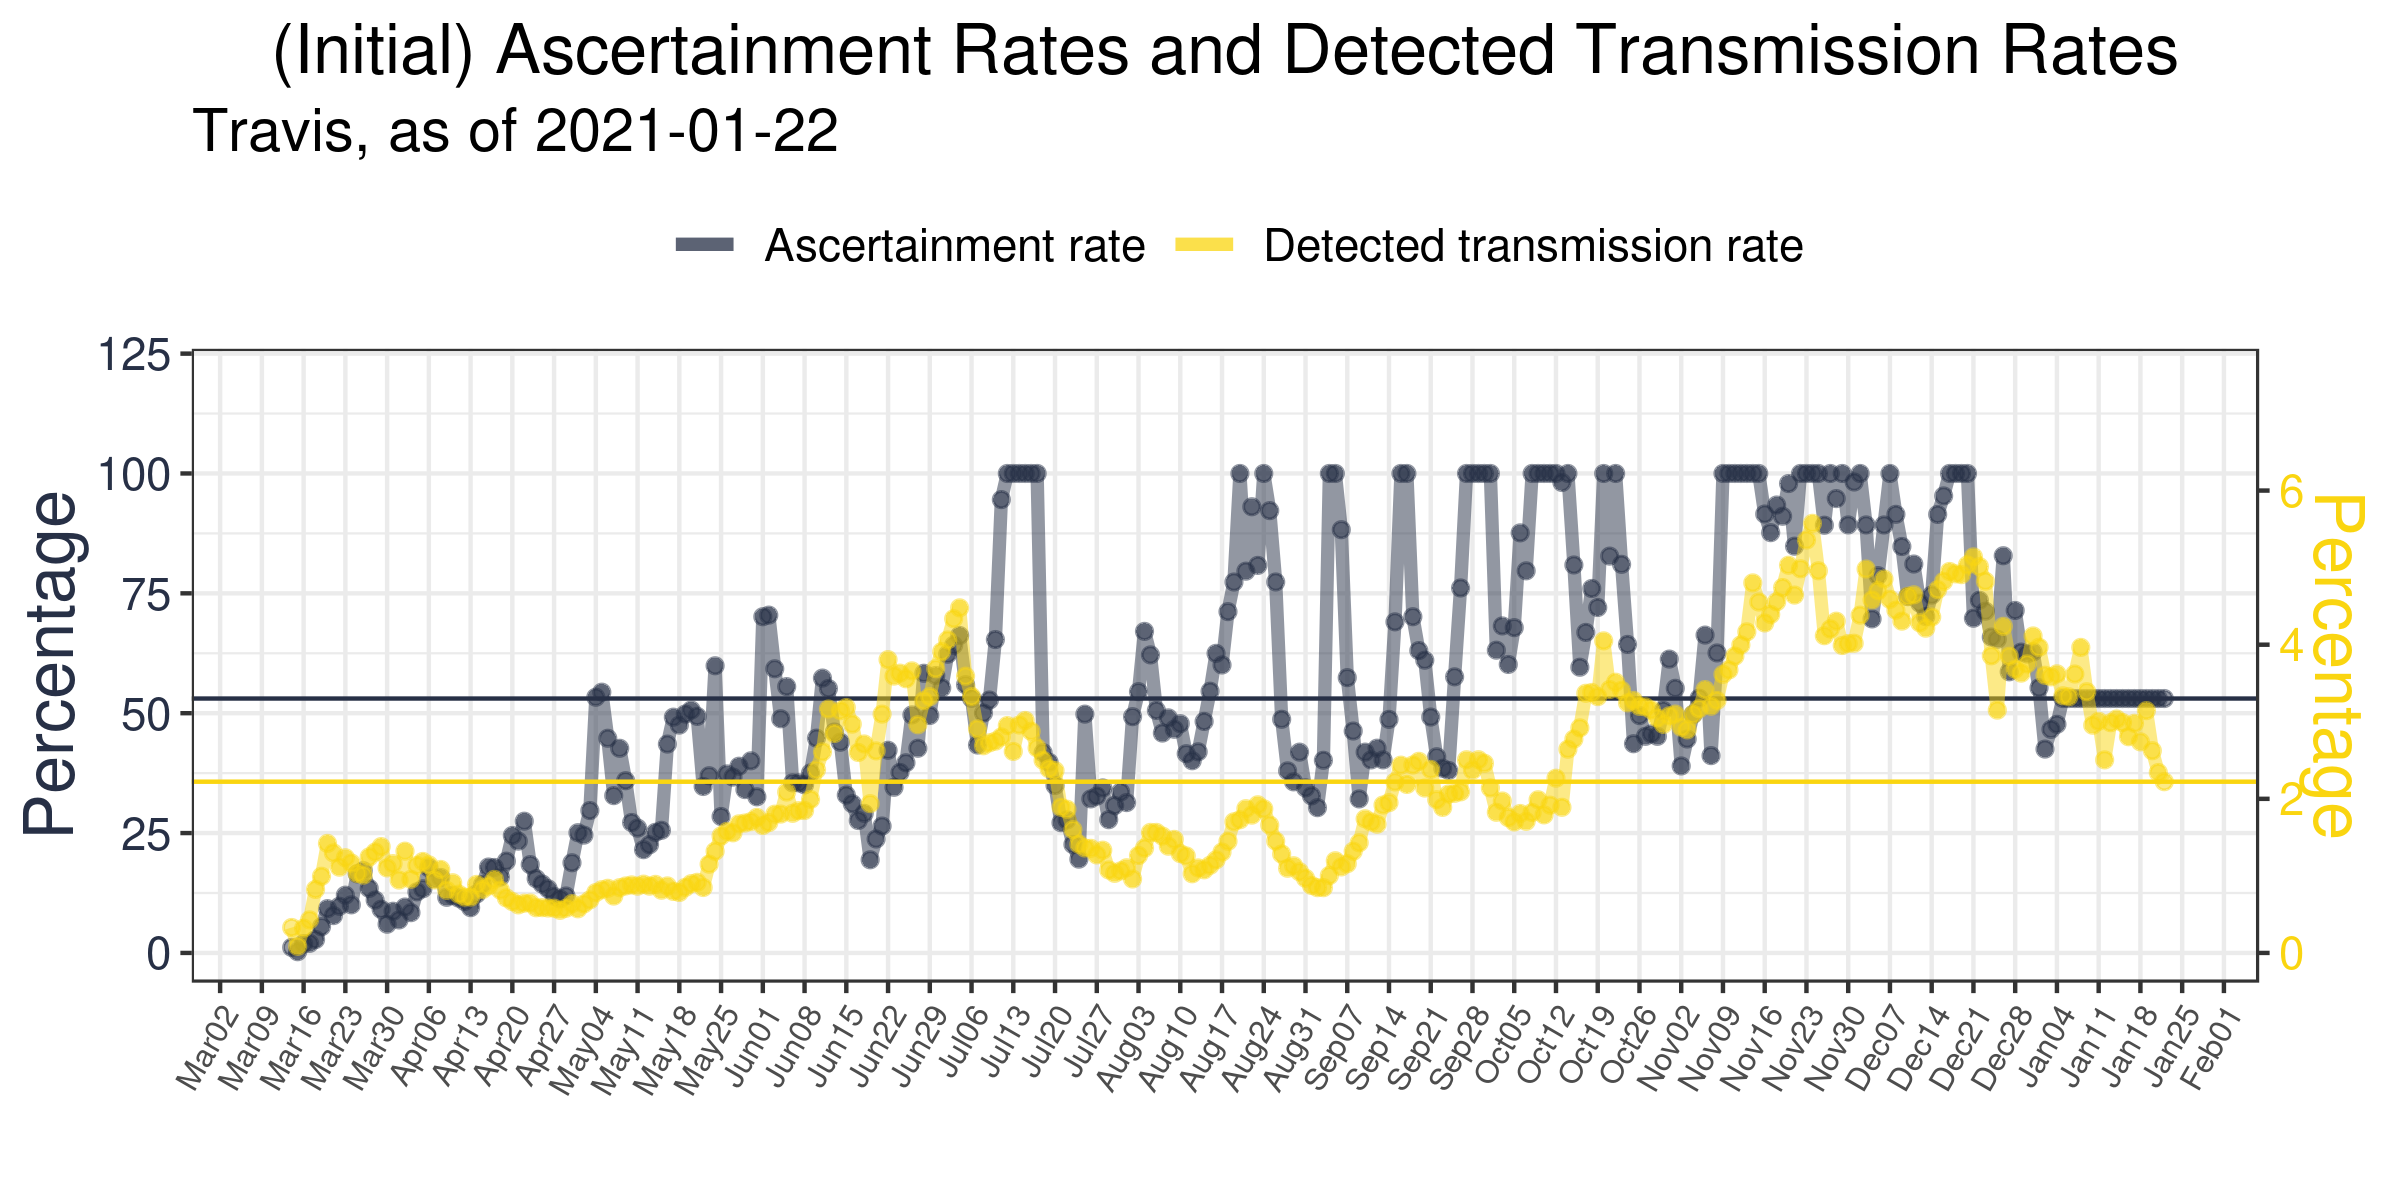 (Initial) Ascertainment Rates and Detected Transmission Rates
Travis, as of 2021-01-22
Ascertainment rate Detected transmission rate
Percentage
125
100
75
50
25
0
6
4
2
0
Percentage
Mar02 Mar09 Mar16 Mar23 Mar30 Apr06 Apr13 Apr20 Apr27 May04 May11 May18 May25 Jun01 Jun08 Jun15 Jun22 Jun29 Jul06 Jul13 Jul20 Jul27 Aug03 Aug10 Aug17 Aug24 Aug31 Sep07 Sep14 Sep21 Sep28 Oct05 Oct12 Oct19 Oct26 Nov02 Nov09 Nov16 Nov23 Nov30 Dec07 Dec14 Dec21 Dec28 Jan04 Jan11 Jan18 Jan25 Feb01